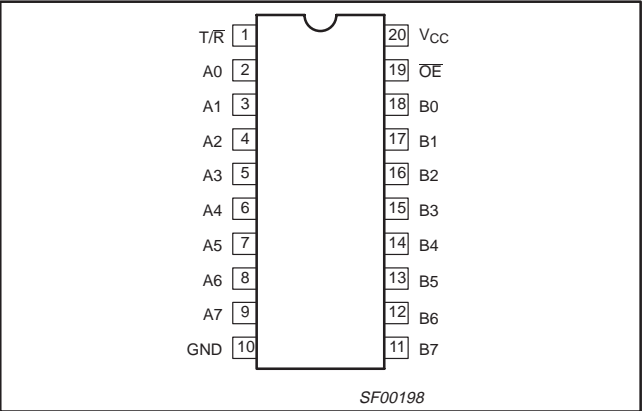 T/R̅ 1 20 VCC
A0 2 19 O̅E̅
A1 3 18 B0
A2 4 17 B1
A3 5 16 B2
A4 6 15 B3
A5 7 14 B4
A6 8 13 B5
A7 9 12 B6
GND 10 11 B7
SF00198